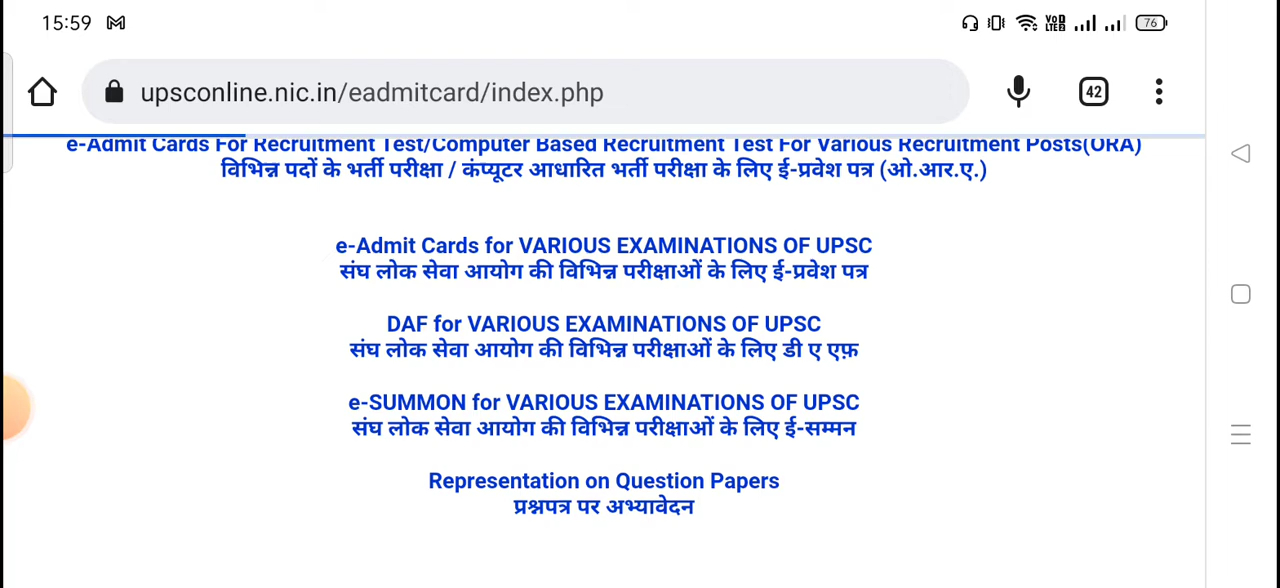 15:59
VoD LTE2 76
upsconline.nic.in/eadmitcard/index.php
42
e-Admit Cards For Recruitment Test/Computer Based Recruitment Test For Various Recruitment Posts(ORA)
विभिन्न पदों के भर्ती परीक्षा / कंप्यूटर आधारित भर्ती परीक्षा के लिए ई-प्रवेश पत्र (ओ.आर.ए.)
e-Admit Cards for VARIOUS EXAMINATIONS OF UPSC
संघ लोक सेवा आयोग की विभिन्न परीक्षाओं के लिए ई-प्रवेश पत्र
DAF for VARIOUS EXAMINATIONS OF UPSC
संघ लोक सेवा आयोग की विभिन्न परीक्षाओं के लिए डी ए एफ़
e-SUMMON for VARIOUS EXAMINATIONS OF UPSC
संघ लोक सेवा आयोग की विभिन्न परीक्षाओं के लिए ई-सम्मन
Representation on Question Papers
प्रश्नपत्र पर अभ्यावेदन